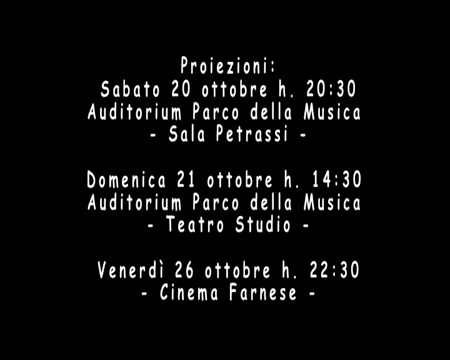 Proiezioni:
Sabato 20 ottobre h. 20:30
Auditorium Parco della Musica
- Sala Petrassi -
Domenica 21 ottobre h. 14:30
Auditorium Parco della Musica
- Teatro Studio -
Venerdì 26 ottobre h. 22:30
- Cinema Farnese -